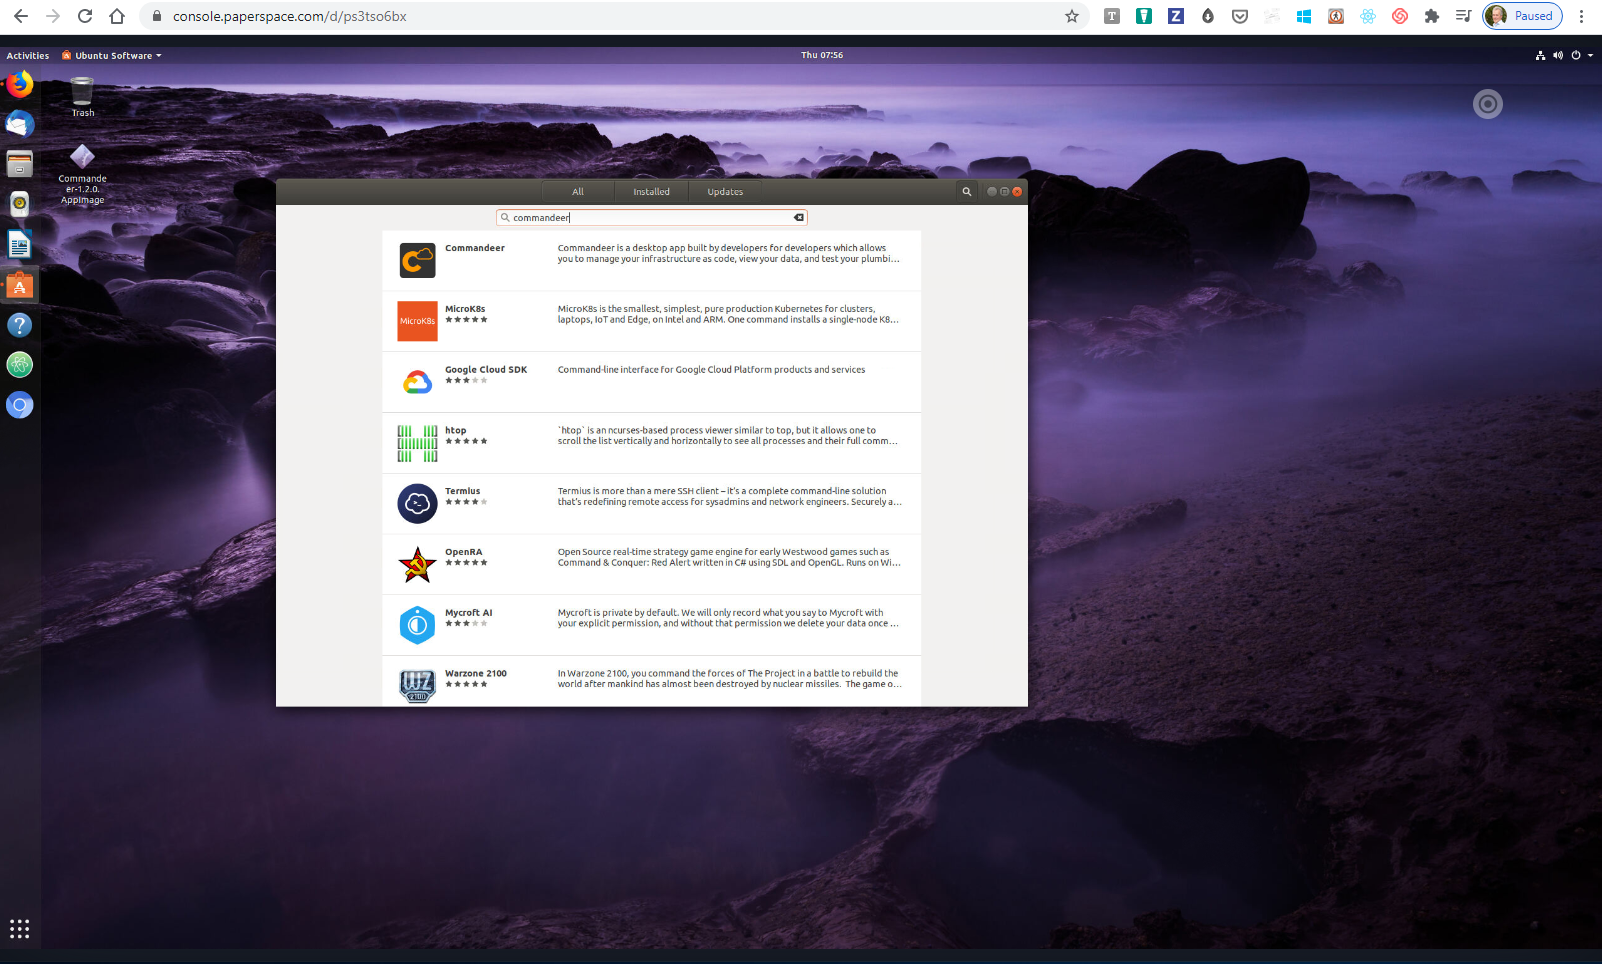 console.paperspace.com/d/ps3tso6bx
T
Z
Paused
Activities
Ubuntu Software
Thu 07:56
Trash
Commande
er-1.2.0.
AppImage
All
Installed
Updates
commandeer
Commandeer
Commandeer is a desktop app built by developers for developers which allows
you to manage your infrastructure as code, view your data, and test your plumbi...
MicroK8s
MicroK8s
MicroK8s is the smallest, simplest, pure production Kubernetes for clusters,
laptops, IoT and Edge, on Intel and ARM. One command installs a single-node K8...
Google Cloud SDK
Command-line interface for Google Cloud Platform products and services
htop
`htop` is an ncurses-based process viewer similar to top, but it allows one to
scroll the list vertically and horizontally to see all processes and their full comm...
Termius
Termius is more than a mere SSH client – it's a complete command-line solution
that's redefining remote access for sysadmins and network engineers. Securely a...
OpenRA
Open Source real-time strategy game engine for early Westwood games such as
Command & Conquer: Red Alert written in C# using SDL and OpenGL. Runs on Wi...
Mycroft AI
Mycroft is private by default. We will only record what you say to Mycroft with
your explicit permission, and without that permission we delete your data once ...
WZ
2100
Warzone 2100
In Warzone 2100, you command the forces of The Project in a battle to rebuild the
world after mankind has almost been destroyed by nuclear missiles. The game o...